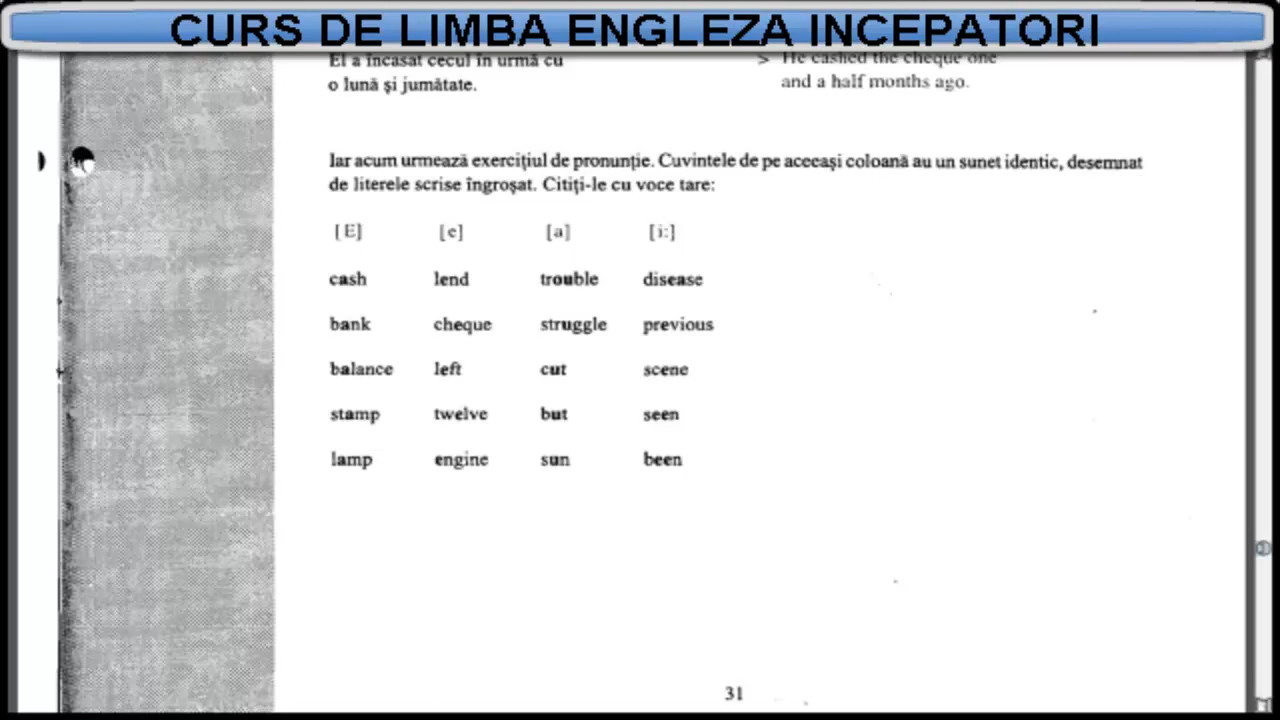 CURS DE LIMBA ENGLEZA INCEPATORI
El a încasat cecul în urmă cu
o lună şi jumătate.
> He cashed the cheque one
and a half months ago.
Iar acum urmează exerciţiul de pronunţie. Cuvintele de pe aceeaşi coloană au un sunet identic, desemnat
de literele scrise îngroşat. Citiţi-le cu voce tare:
[E] [e] [a] [i:]
cash lend trouble disease
bank cheque struggle previous
balance left cut scene
stamp twelve but seen
lamp engine sun been
31